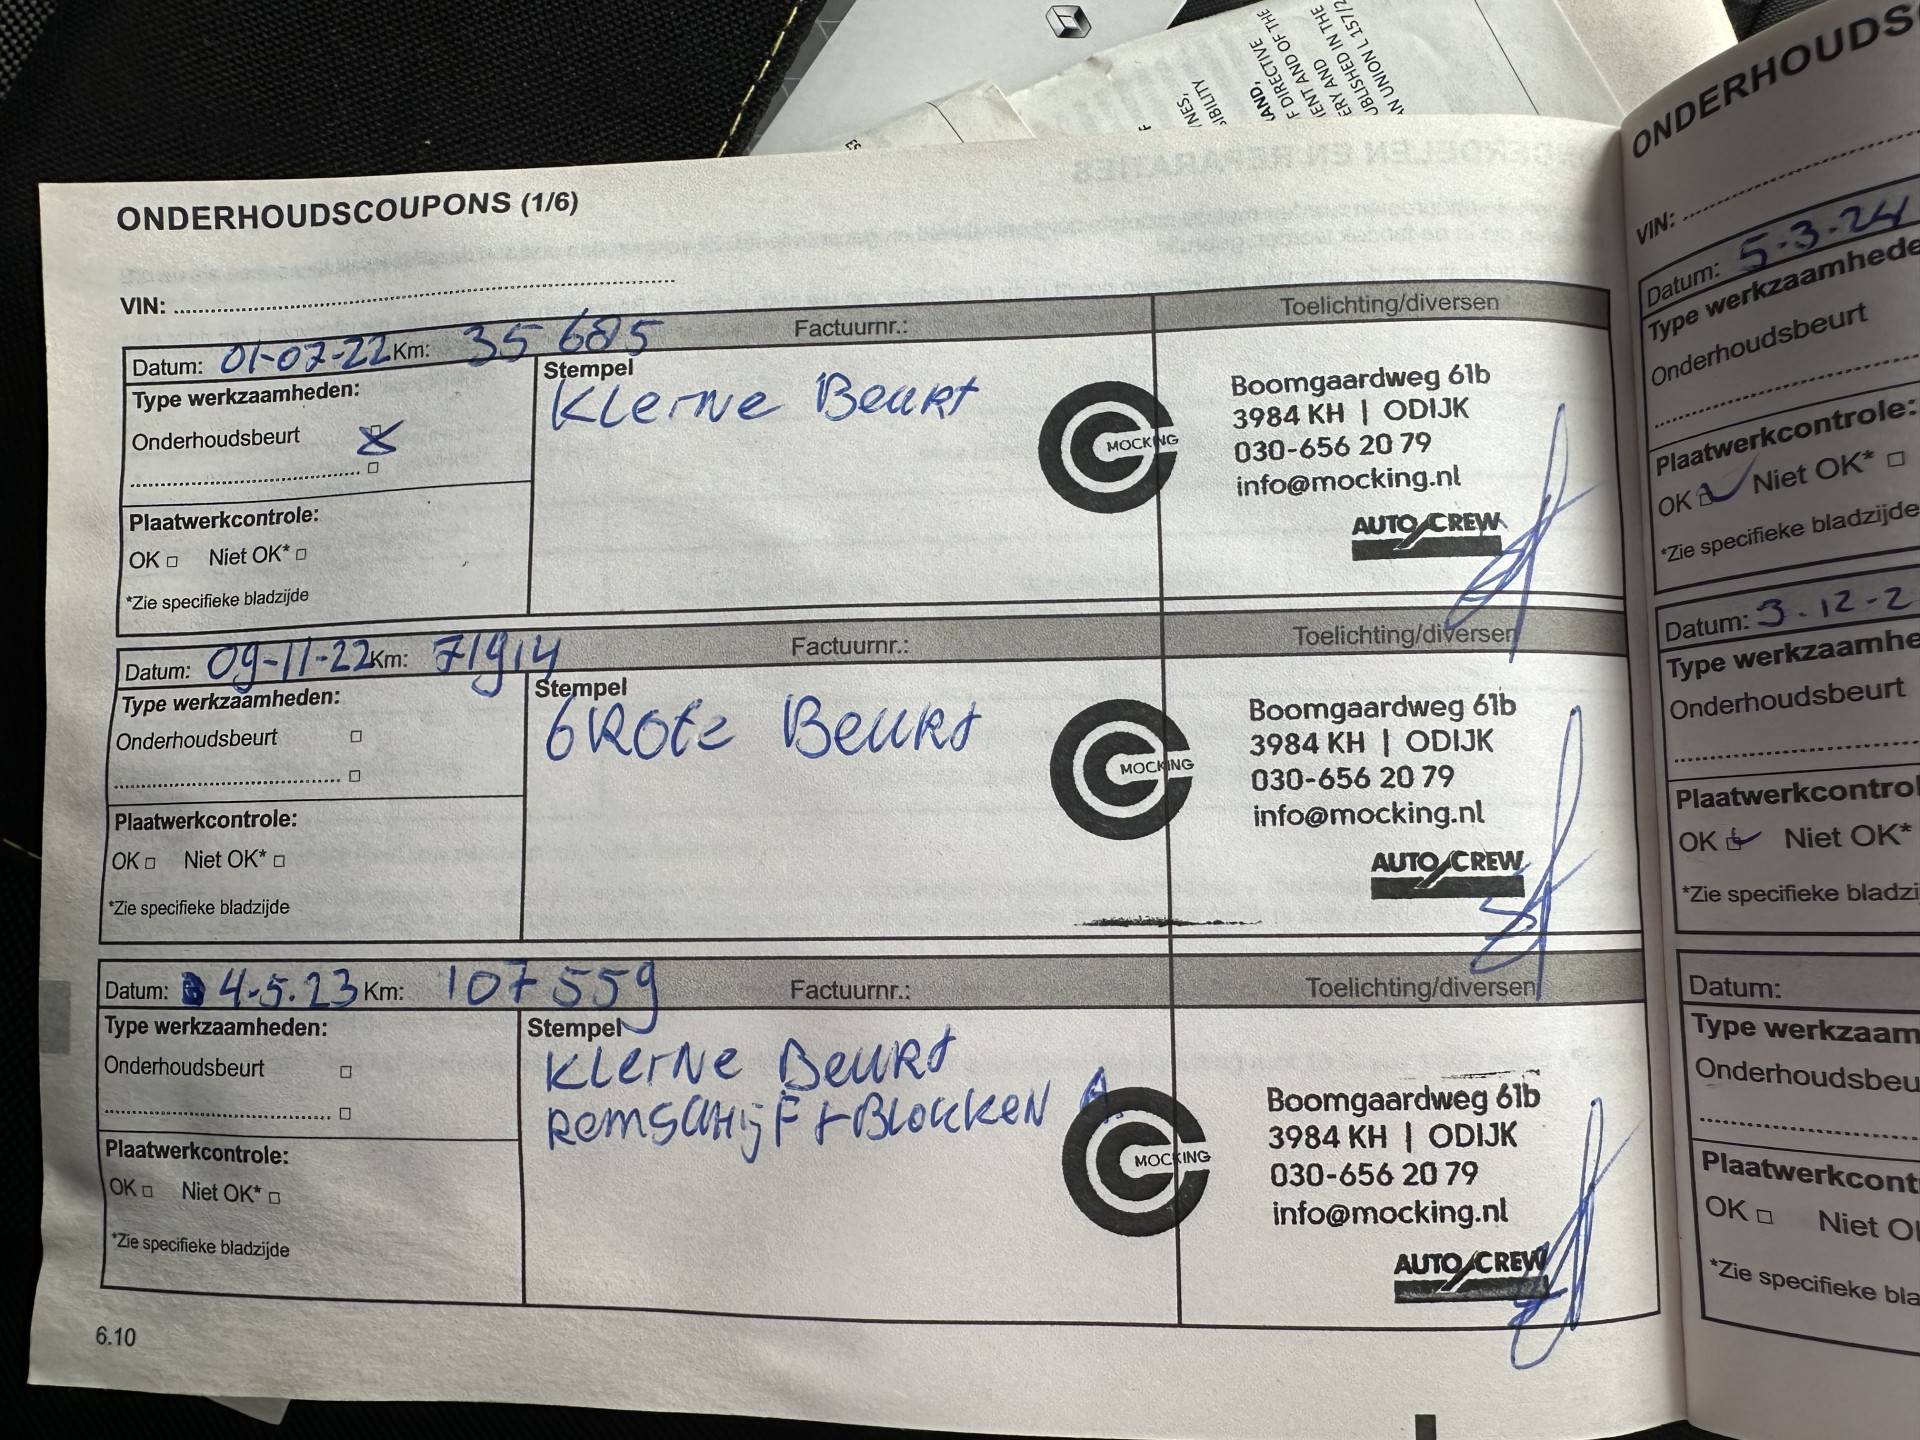 ONDERHOUDSCOUPONS (1/6)
VIN:
Datum: 01-07-22 Km: 35 685 Factuurnr.: Toelichting/diversen
Type werkzaamheden:
Onderhoudsbeurt
Plaatwerkcontrole:
OK Niet OK*
*Zie specifieke bladzijde
Stempel
Kleine Beurt
MOCKING
Boomgaardweg 61b
3984 KH | ODIJK
030-656 20 79
info@mocking.nl
AUTO CREW
Datum: 09-11-22 Km: 71914 Factuurnr.: Toelichting/diversen
Type werkzaamheden:
Onderhoudsbeurt
Plaatwerkcontrole:
OK Niet OK*
*Zie specifieke bladzijde
Stempel
Grote Beurt
MOCKING
Boomgaardweg 61b
3984 KH | ODIJK
030-656 20 79
info@mocking.nl
AUTO CREW
Datum: 4-5.23 Km: 107 559 Factuurnr.: Toelichting/diversen
Type werkzaamheden:
Onderhoudsbeurt
Plaatwerkcontrole:
OK Niet OK*
*Zie specifieke bladzijde
Stempel
Kleine Beurt
Remschijf + Blokken A.
MOCKING
Boomgaardweg 61b
3984 KH | ODIJK
030-656 20 79
info@mocking.nl
AUTO CREW
6.10
ONDERHOUDS
VIN:
Datum: 5-3-24
Type werkzaamhede
Onderhoudsbeurt
Plaatwerkcontrole:
OK Niet OK*
*Zie specifieke bladzijde
Datum: 3-12-2
Type werkzaamhe
Onderhoudsbeurt
Plaatwerkcontrol
OK Niet OK*
*Zie specifieke bladzi
Datum:
Type werkzaam
Onderhoudsbeu
Plaatwerkcont
OK Niet O
*Zie specifieke bla